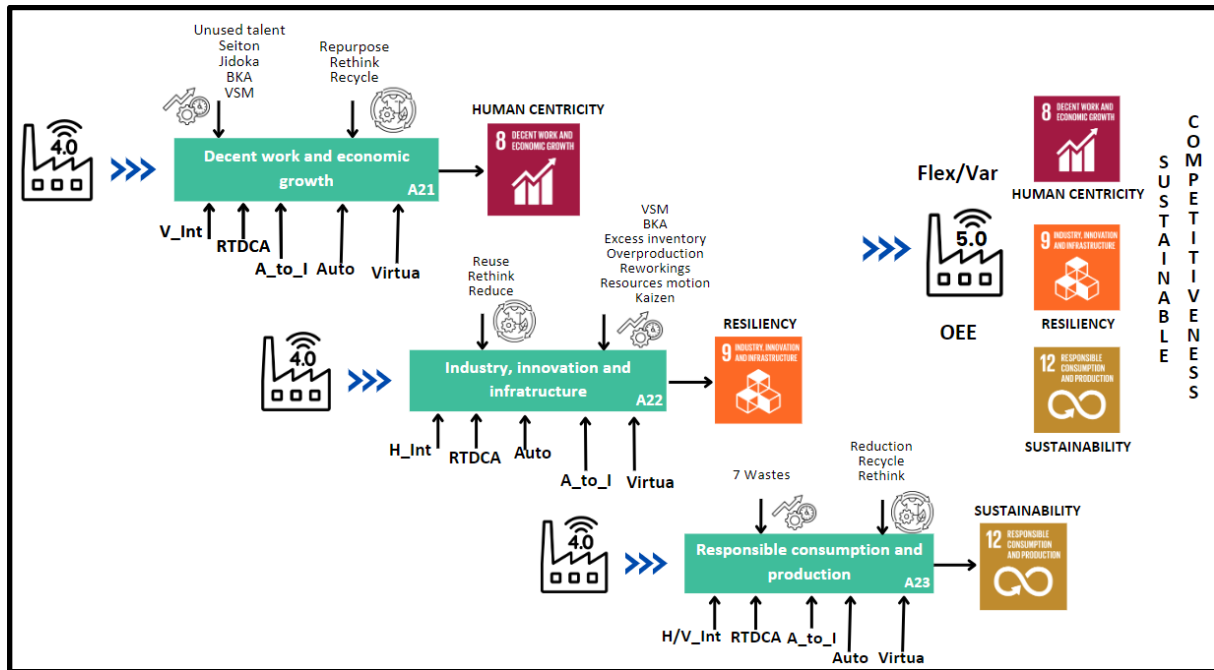 Unused talent
Seiton
Jidoka
BKA
VSM
Repurpose
Rethink
Recycle
4.0
Decent work and economic
growth
A21
V_Int
RTDCA
A_to_I
Auto
Virtua
HUMAN CENTRICITY
8 DECENT WORK AND
ECONOMIC GROWTH
Reuse
Rethink
Reduce
VSM
BKA
Excess inventory
Overproduction
Reworkings
Resources motion
Kaizen
4.0
Industry, innovation and
infratructure
A22
H_Int
RTDCA
Auto
A_to_I
Virtua
RESILIENCY
9 INDUSTRY, INNOVATION
AND INFRASTRUCTURE
7 Wastes
Reduction
Recycle
Rethink
4.0
Responsible consumption and
production
A23
H/V_Int
RTDCA
A_to_I
Auto
Virtua
SUSTAINABILITY
12 RESPONSIBLE
CONSUMPTION
AND PRODUCTION
Flex/Var
5.0
OEE
8 DECENT WORK AND
ECONOMIC GROWTH
HUMAN CENTRICITY
9 INDUSTRY, INNOVATION
AND INFRASTRUCTURE
RESILIENCY
12 RESPONSIBLE
CONSUMPTION
AND PRODUCTION
SUSTAINABILITY
SUSTAINABLE
COMPETITIVENESS